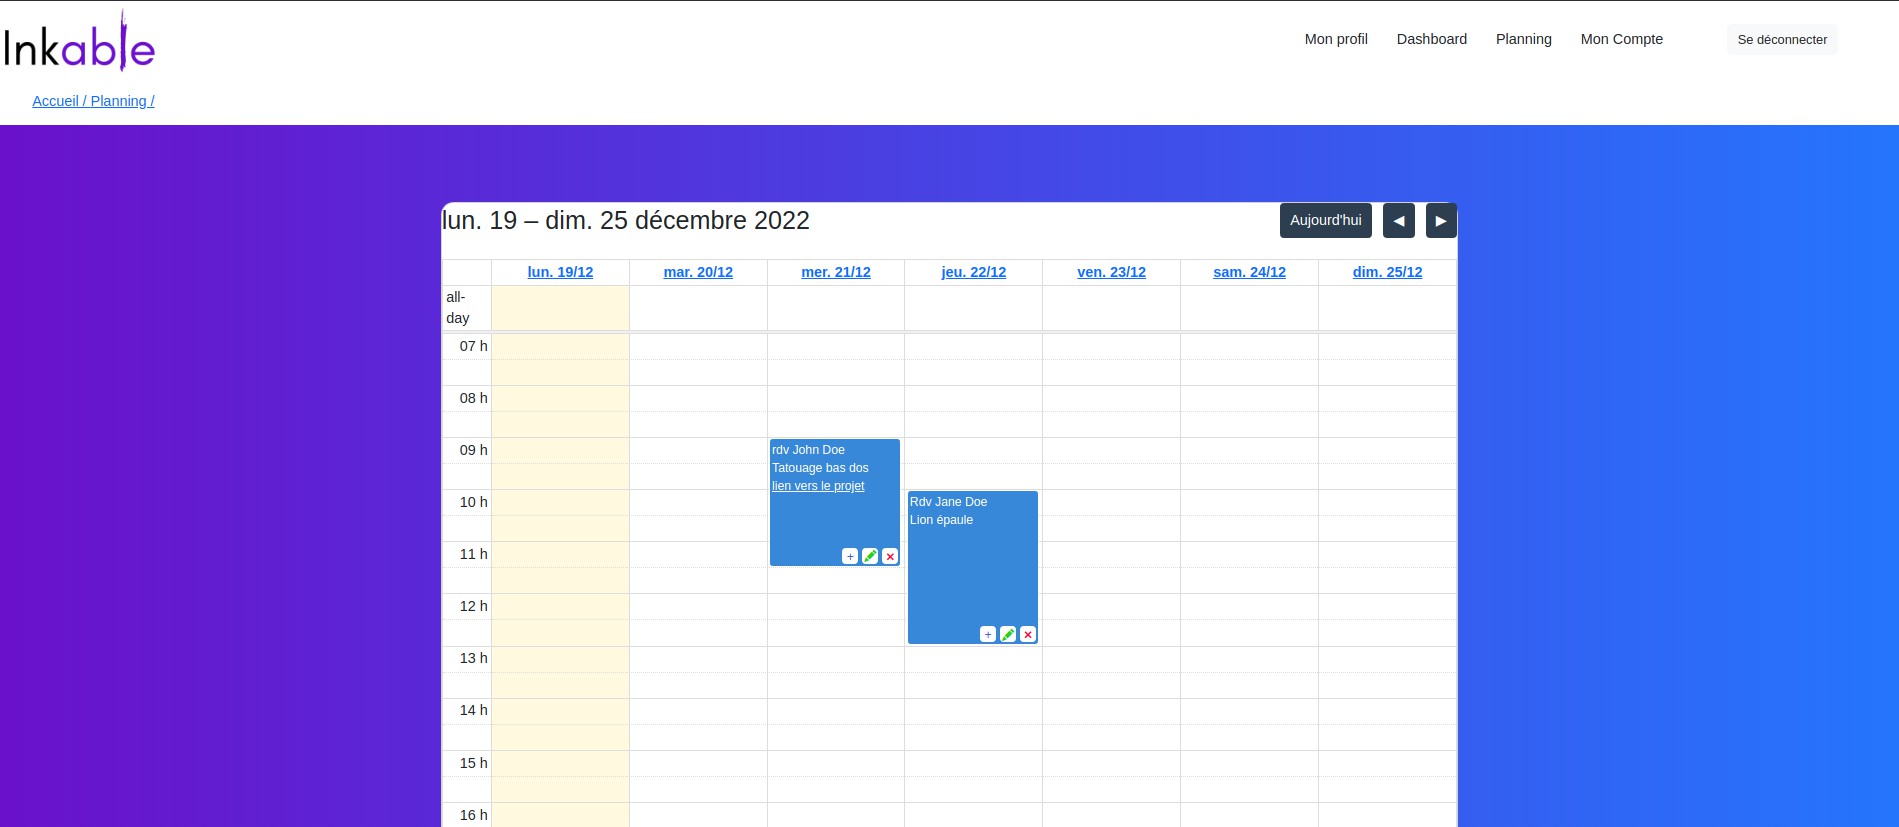 Inkable
Mon profil Dashboard Planning Mon Compte Se déconnecter
Accueil / Planning /
lun. 19 – dim. 25 décembre 2022 Aujourd'hui ◄ ►
lun. 19/12 mar. 20/12 mer. 21/12 jeu. 22/12 ven. 23/12 sam. 24/12 dim. 25/12
all-
day
07 h
08 h
09 h
rdv John Doe
Tatouage bas dos
lien vers le projet
10 h
Rdv Jane Doe
Lion épaule
11 h
+ ×
12 h
+ ×
13 h
14 h
15 h
16 h